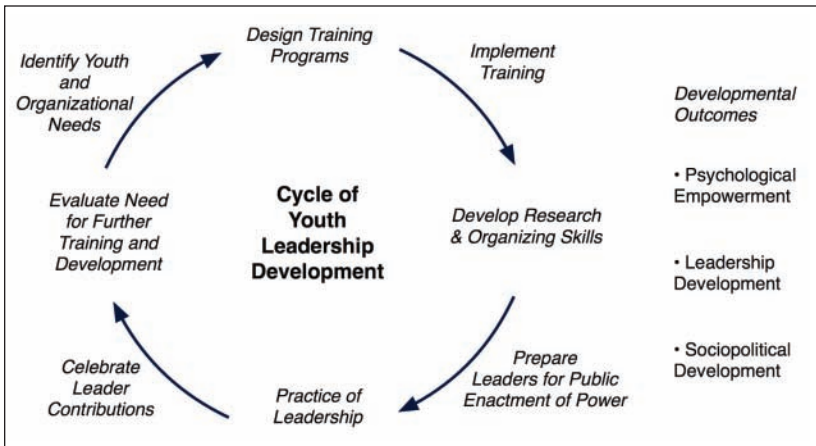 Design Training
Programs
Implement
Training
Develop Research
& Organizing Skills
Prepare
Leaders for Public
Enactment of Power
Practice of
Leadership
Celebrate
Leader
Contributions
Evaluate Need
for Further
Training and
Development
Identify Youth
and
Organizational
Needs
Cycle of
Youth
Leadership
Development
Developmental
Outcomes
• Psychological
Empowerment
• Leadership
Development
• Sociopolitical
Development